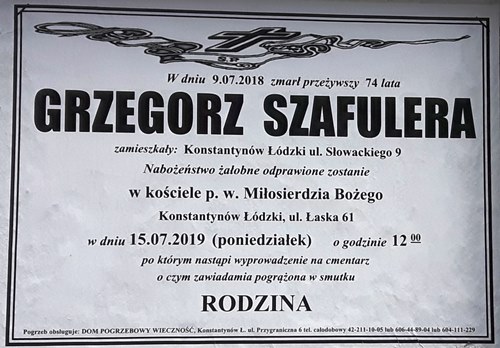 Ś.P.
W dniu 9.07.2018 zmarł przeżywszy 74 lata
GRZEGORZ SZAFULERA
zamieszkały: Konstantynów Łódzki ul. Słowackiego 9
Nabożeństwo żałobne odprawione zostanie
w kościele p. w. Miłosierdzia Bożego
Konstantynów Łódzki, ul. Łaska 61
w dniu 15.07.2019 (poniedziałek) o godzinie 12 00
po którym nastąpi wyprowadzenie na cmentarz
o czym zawiadamia pogrążona w smutku
RODZINA
Pogrzeb obsługuje: DOM POGRZEBOWY WIECZNOŚĆ, Konstantynów Ł. ul. Przygraniczna 6 tel. całodobowy 42-211-10-05 lub 606-44-89-04 lub 604-111-229